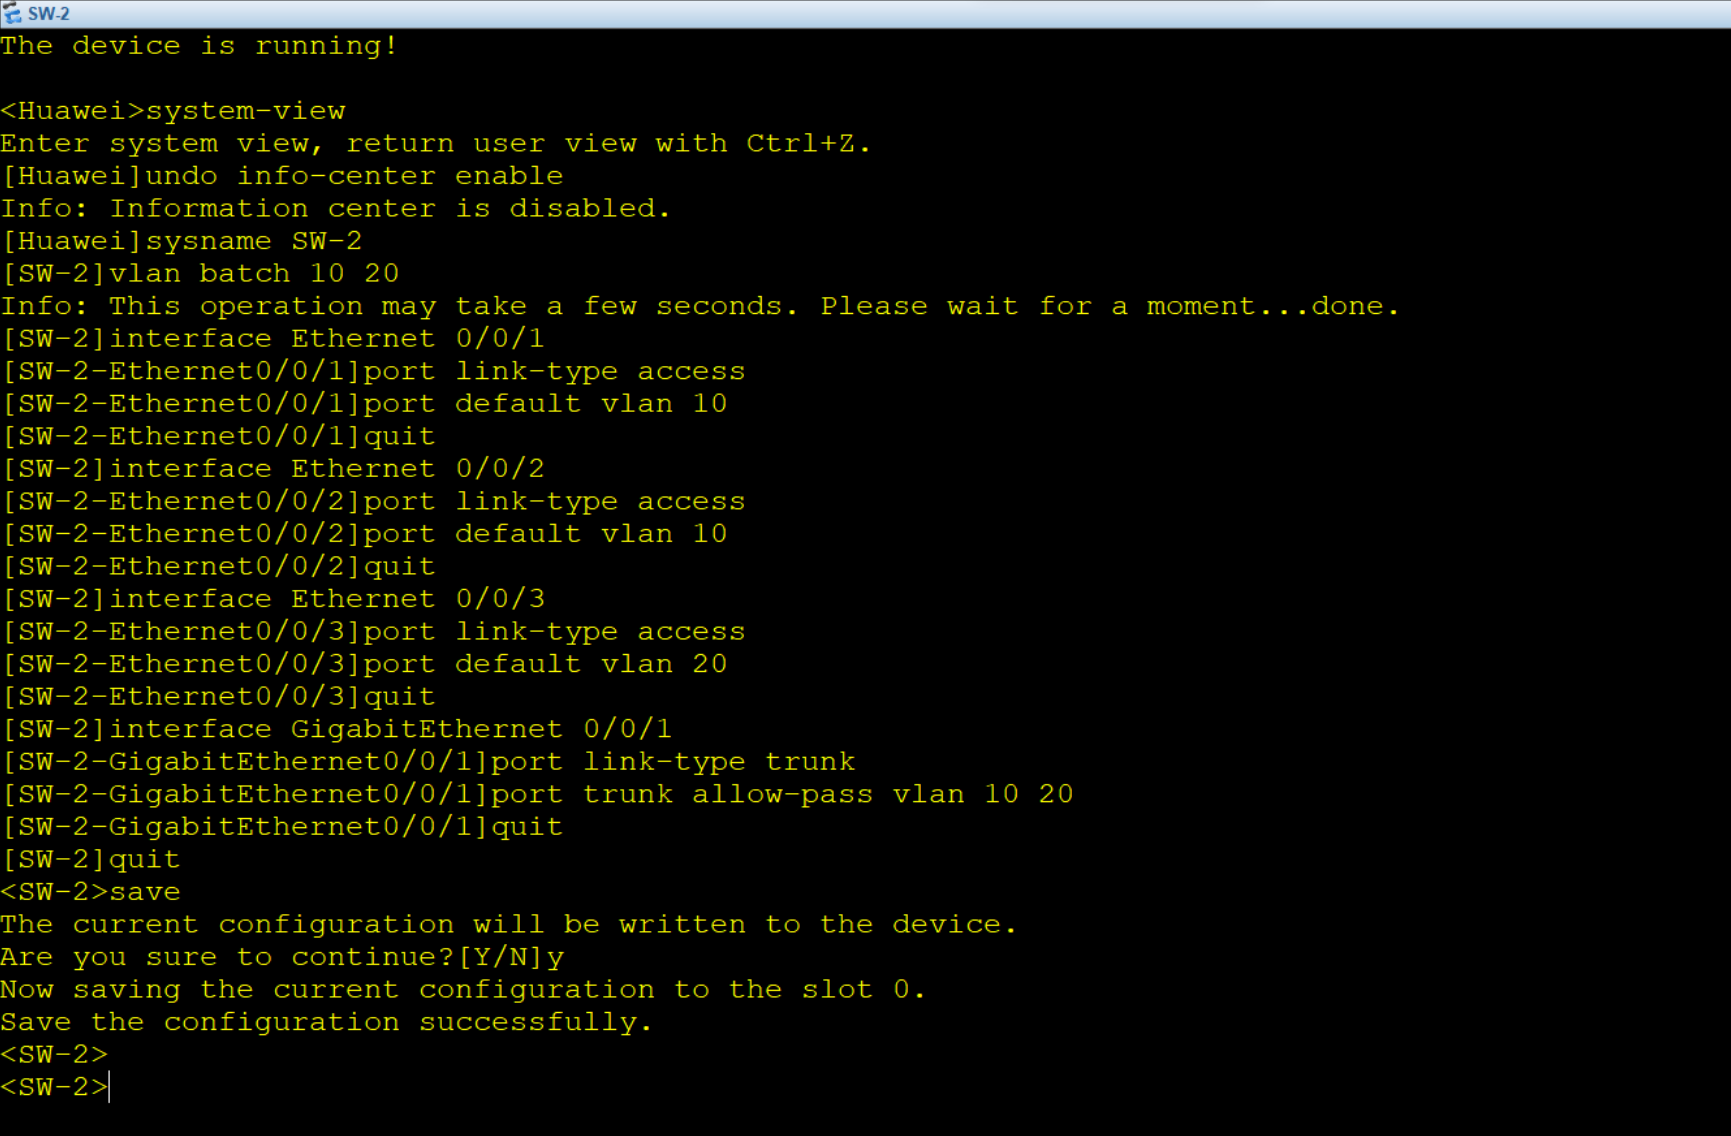 SW-2
The device is running!
<Huawei>system-view
Enter system view, return user view with Ctrl+Z.
[Huawei]undo info-center enable
Info: Information center is disabled.
[Huawei]sysname SW-2
[SW-2]vlan batch 10 20
Info: This operation may take a few seconds. Please wait for a moment...done.
[SW-2]interface Ethernet 0/0/1
[SW-2-Ethernet0/0/1]port link-type access
[SW-2-Ethernet0/0/1]port default vlan 10
[SW-2-Ethernet0/0/1]quit
[SW-2]interface Ethernet 0/0/2
[SW-2-Ethernet0/0/2]port link-type access
[SW-2-Ethernet0/0/2]port default vlan 10
[SW-2-Ethernet0/0/2]quit
[SW-2]interface Ethernet 0/0/3
[SW-2-Ethernet0/0/3]port link-type access
[SW-2-Ethernet0/0/3]port default vlan 20
[SW-2-Ethernet0/0/3]quit
[SW-2]interface GigabitEthernet 0/0/1
[SW-2-GigabitEthernet0/0/1]port link-type trunk
[SW-2-GigabitEthernet0/0/1]port trunk allow-pass vlan 10 20
[SW-2-GigabitEthernet0/0/1]quit
[SW-2]quit
<SW-2>save
The current configuration will be written to the device.
Are you sure to continue?[Y/N]y
Now saving the current configuration to the slot 0.
Save the configuration successfully.
<SW-2>
<SW-2>